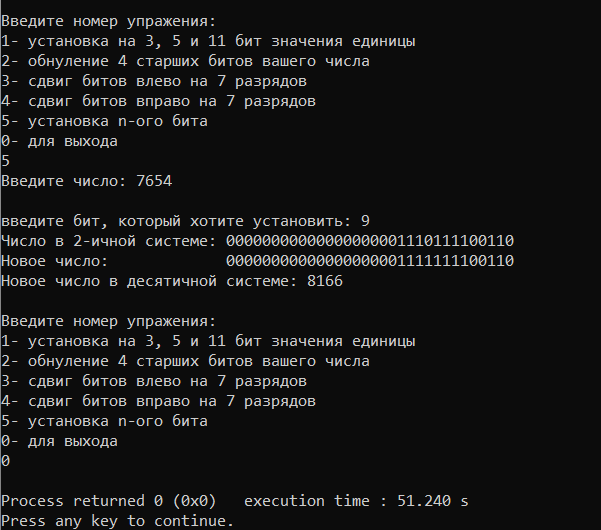 Введите номер упражения:
1- установка на 3, 5 и 11 бит значения единицы
2- обнуление 4 старших битов вашего числа
3- сдвиг битов влево на 7 разрядов
4- сдвиг битов вправо на 7 разрядов
5- установка n-ого бита
0- для выхода
5
Введите число: 7654
введите бит, который хотите установить: 9
Число в 2-ичной системе: 00000000000000000001110111100110
Новое число:             00000000000000000001111111100110
Новое число в десятичной системе: 8166
Введите номер упражения:
1- установка на 3, 5 и 11 бит значения единицы
2- обнуление 4 старших битов вашего числа
3- сдвиг битов влево на 7 разрядов
4- сдвиг битов вправо на 7 разрядов
5- установка n-ого бита
0- для выхода
0
Process returned 0 (0x0)   execution time : 51.240 s
Press any key to continue.